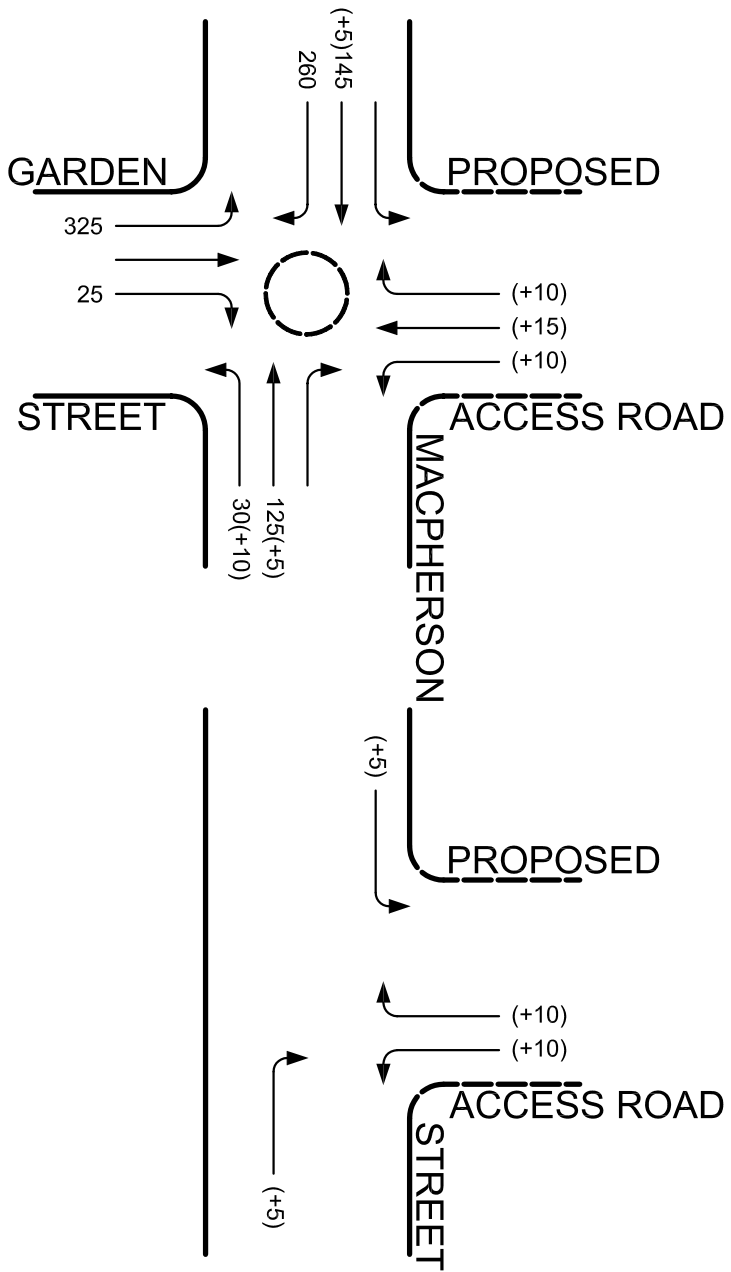 260
(+5)145
GARDEN
PROPOSED
325
25
(+10)
(+15)
(+10)
STREET
ACCESS ROAD
30(+10)
125(+5)
MACPHERSON
(+5)
PROPOSED
(+10)
(+10)
ACCESS ROAD
(+5)
STREET